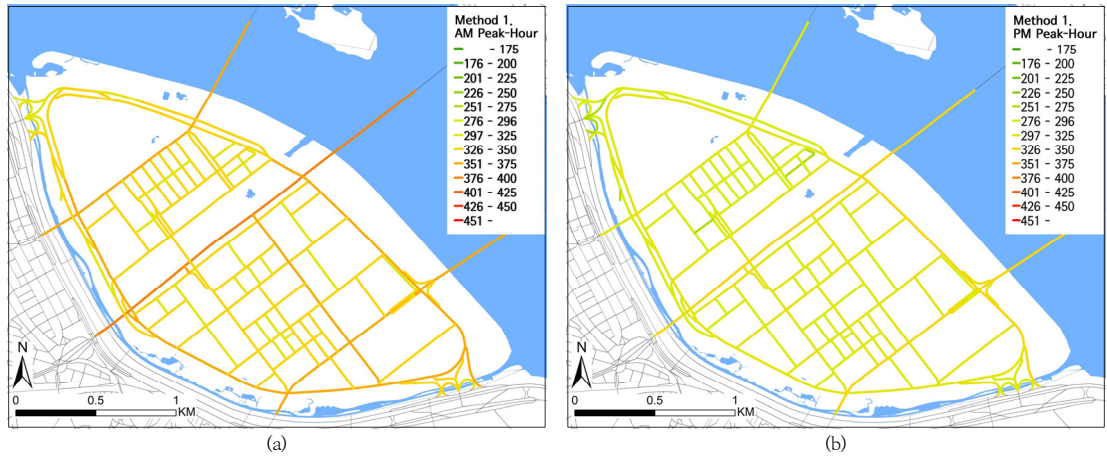 Method 1.
AM Peak-Hour
- 175
176 - 200
201 - 225
226 - 250
251 - 275
276 - 296
297 - 325
326 - 350
351 - 375
376 - 400
401 - 425
426 - 450
451 -
N
0 0.5 1
KM
(a)
Method 1.
PM Peak-Hour
- 175
176 - 200
201 - 225
226 - 250
251 - 275
276 - 296
297 - 325
326 - 350
351 - 375
376 - 400
401 - 425
426 - 450
451 -
N
0 0.5 1
KM
(b)